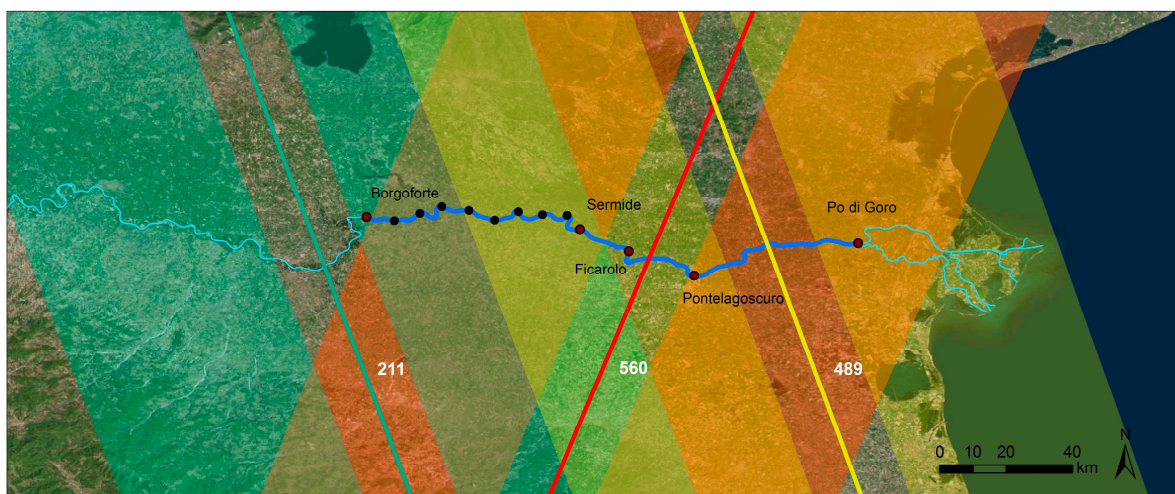 Borgoforte
Sermide
Po di Goro
Ficarolo
Pontelagoscuro
211
560
489
N
0 10 20 40
km